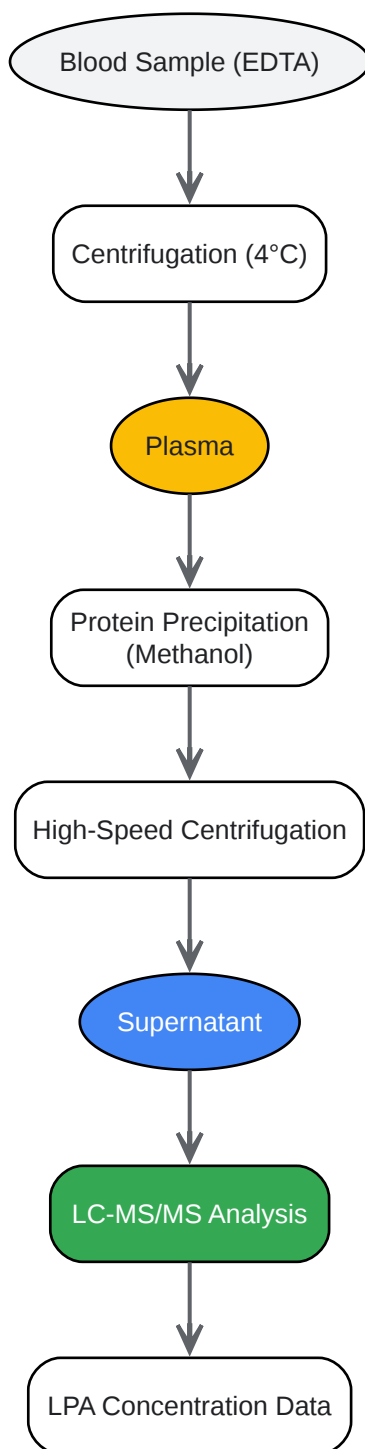 Blood Sample (EDTA)
Centrifugation (4°C)
Plasma
Protein Precipitation
(Methanol)
High-Speed Centrifugation
Supernatant
LC-MS/MS Analysis
LPA Concentration Data